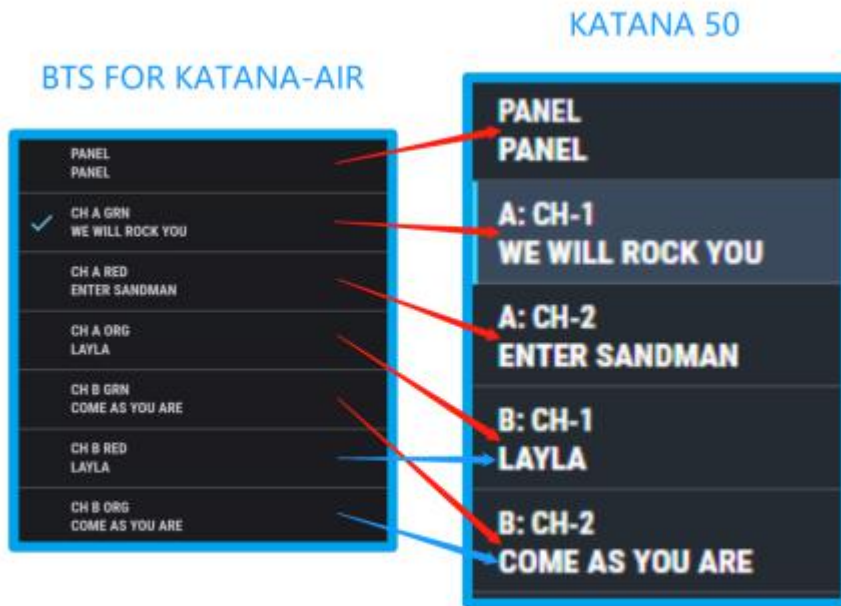 KATANA 50
BTS FOR KATANA-AIR
PANEL
PANEL
CH A GRN
WE WILL ROCK YOU
CH A RED
ENTER SANDMAN
CH A ORG
LAYLA
CH B GRN
COME AS YOU ARE
CH B RED
LAYLA
CH B ORG
COME AS YOU ARE
PANEL
PANEL
A: CH-1
WE WILL ROCK YOU
A: CH-2
ENTER SANDMAN
B: CH-1
LAYLA
B: CH-2
COME AS YOU ARE